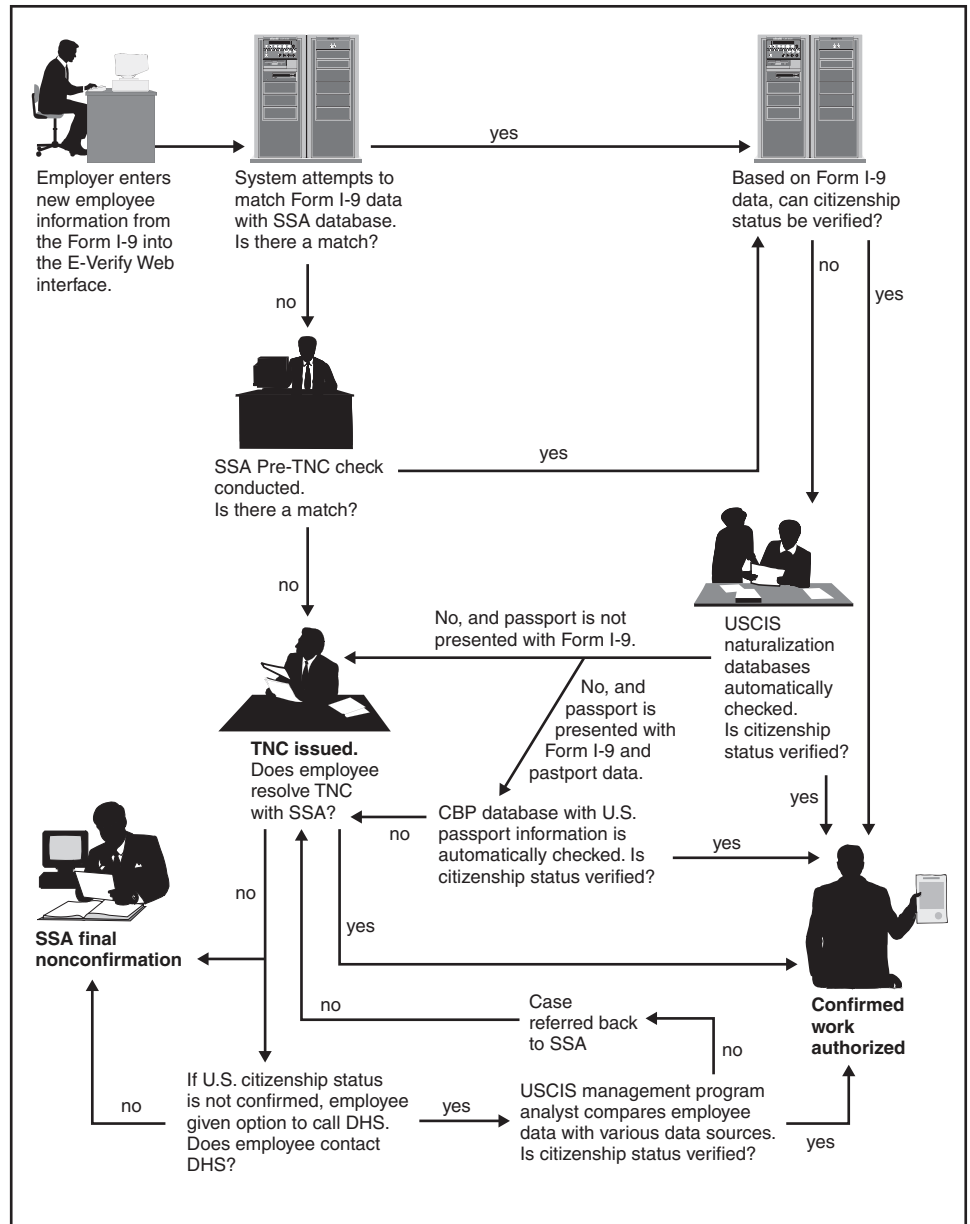 Employer enters
new employee
information from
the Form I-9 into
the E-Verify Web
interface.
System attempts to
match Form I-9 data
with SSA database.
Is there a match?
yes
Based on Form I-9
data, can citizenship
status be verified?
no
no
yes
SSA Pre-TNC check
conducted.
Is there a match?
yes
no
No, and passport is not
presented with Form I-9.
No, and
passport is
presented with
Form I-9 and
pastport data.
USCIS
naturalization
databases
automatically
checked.
Is citizenship
status verified?
yes
TNC issued.
Does employee
resolve TNC
with SSA?
no
CBP database with U.S.
passport information is
automatically checked. Is
citizenship status verified?
yes
no
yes
SSA final
nonconfirmation
Confirmed
work
authorized
no
Case
referred back
to SSA
no
no
If U.S. citizenship status
is not confirmed, employee
given option to call DHS.
Does employee contact
DHS?
yes
USCIS management program
analyst compares employee
data with various data sources.
Is citizenship status verified?
yes